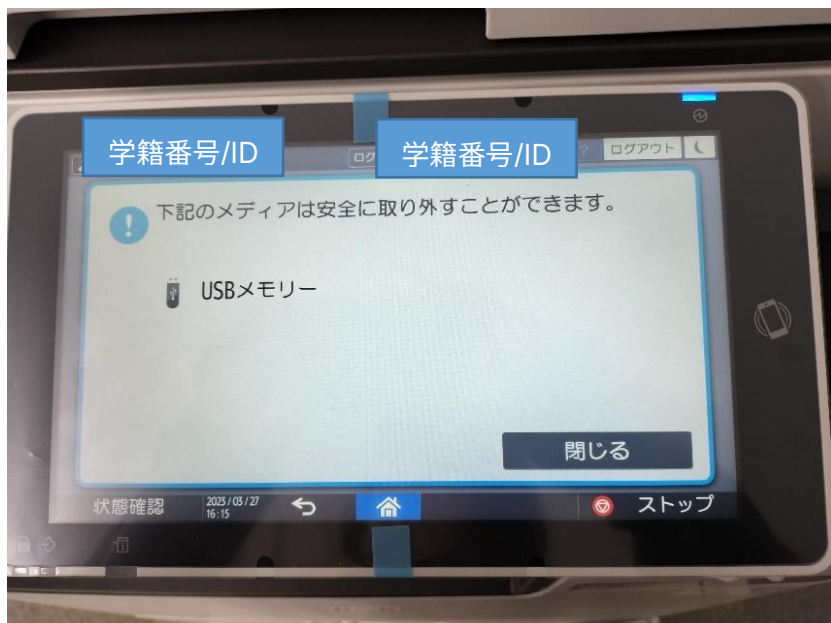 学籍番号/ID
学籍番号/ID
ログアウト
下記のメディアは安全に取り外すことができます。
USBメモリー
閉じる
状態確認
2023/03/27
16:15
ストップ